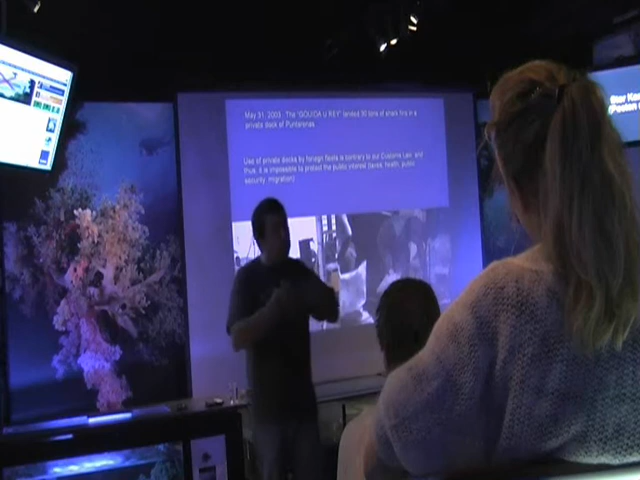 May 31, 2003. The "GOUIDA U REY" landed 30 tons of shark fins in a
private dock of Puntarenas.
Use of private docks by foreign fleets is contrary to our Customs Law, and
thus, it is impossible to protect the public interest (taxes, health, public
security, migration)